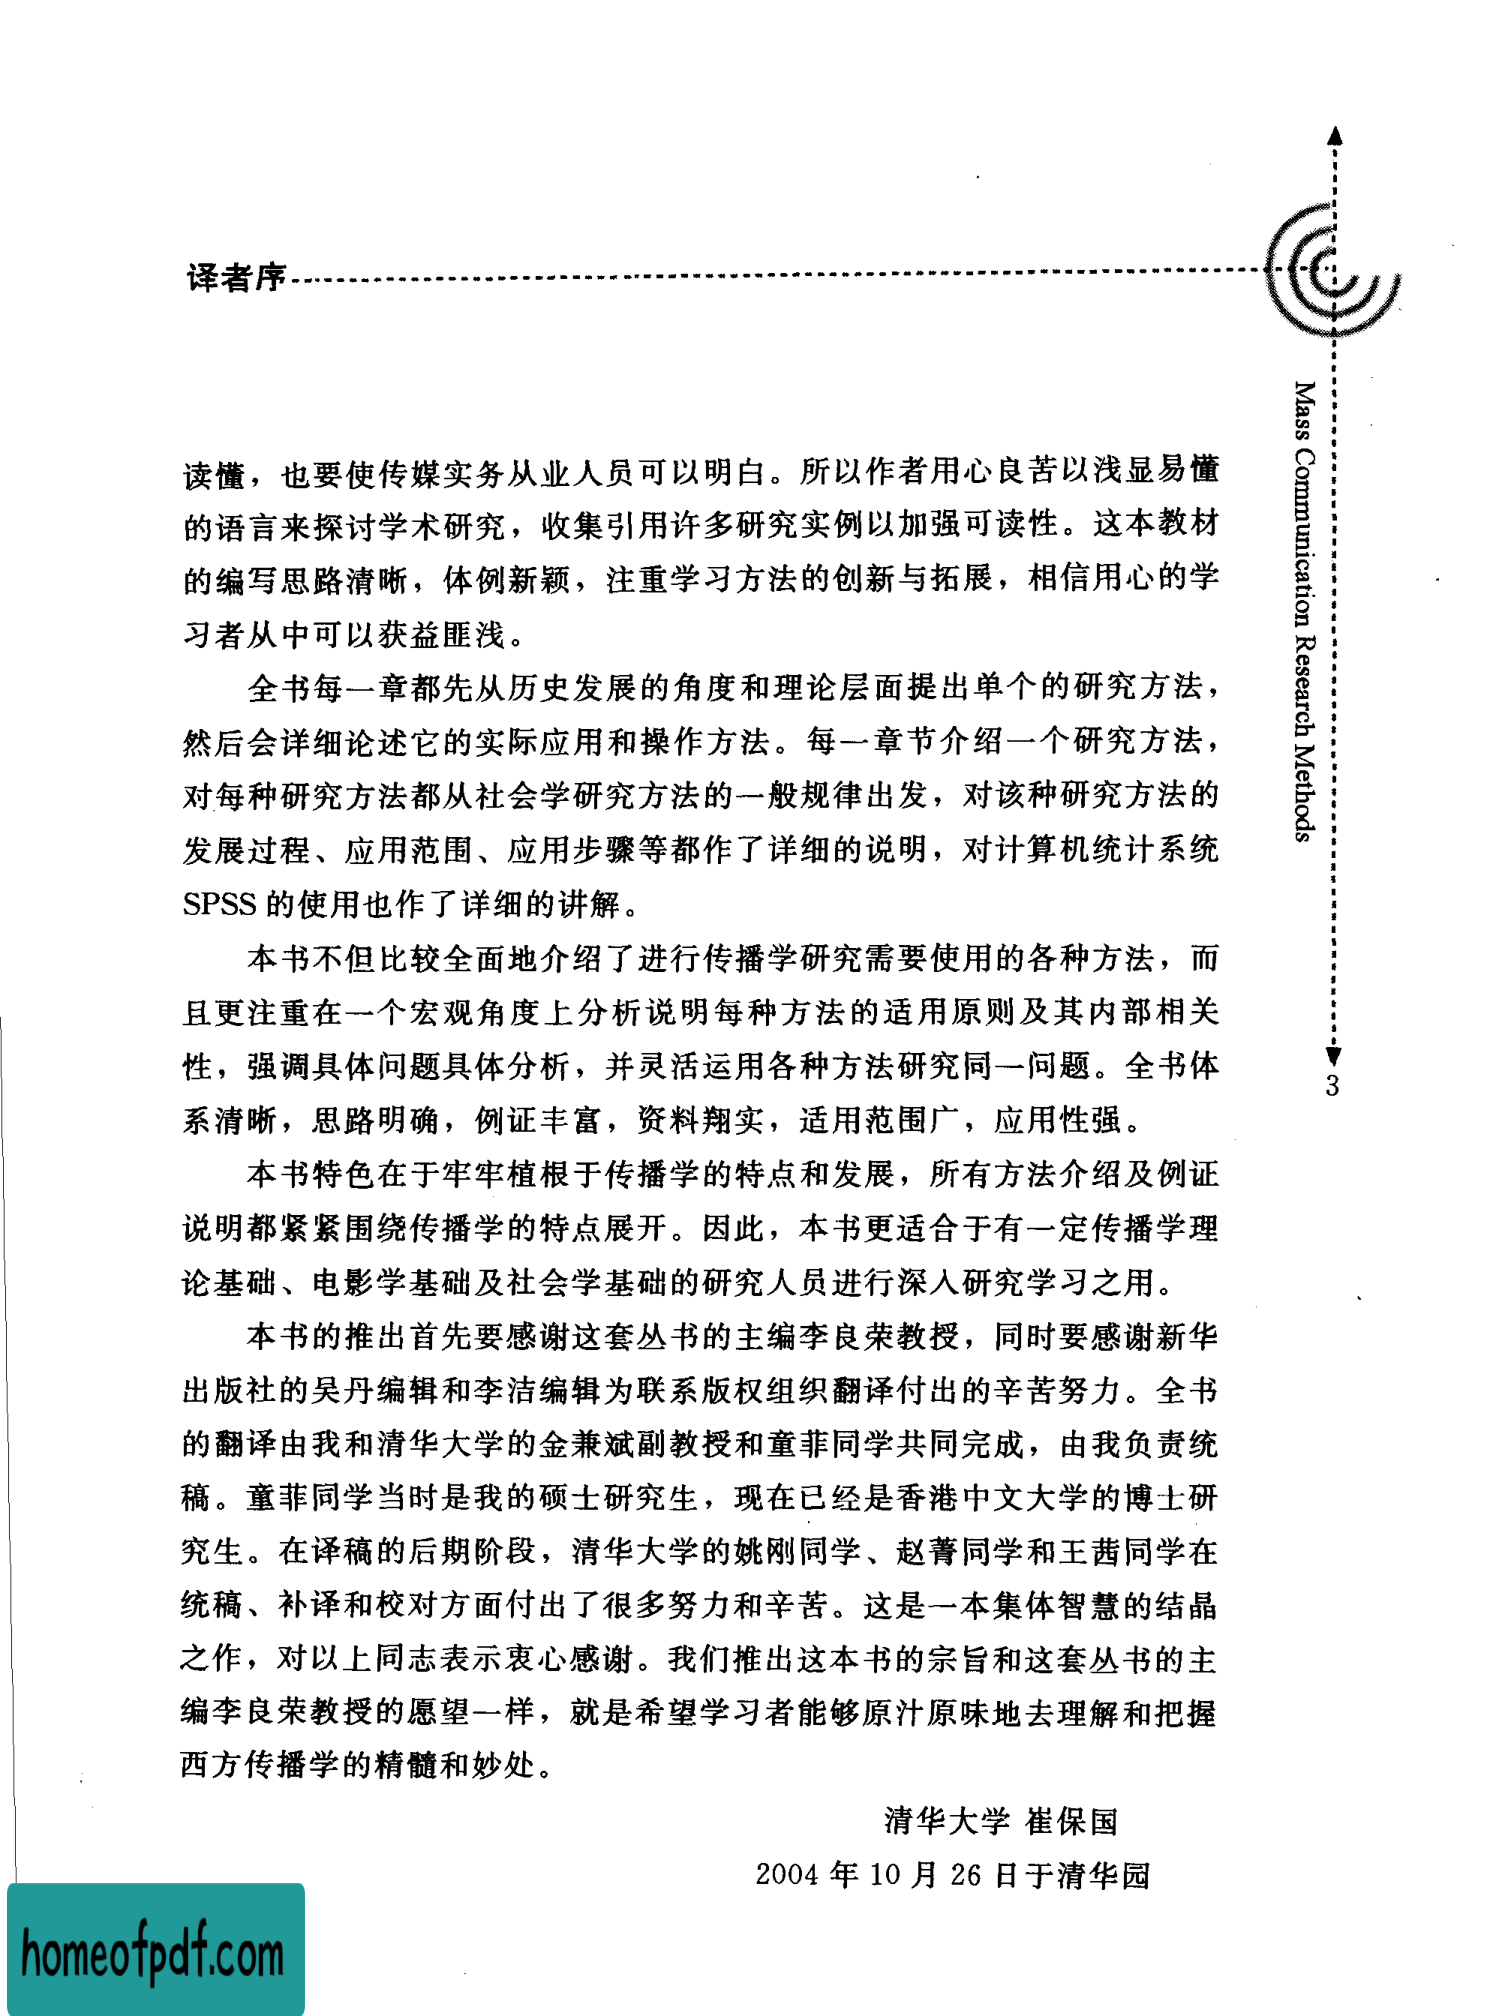 译者序
读懂，也要使传媒实务从业人员可以明白。所以作者用心良苦以浅显易懂
的语言来探讨学术研究，收集引用许多研究实例以加强可读性。这本教材
的编写思路清晰，体例新颖，注重学习方法的创新与拓展，相信用心的学
习者从中可以获益匪浅。
全书每一章都先从历史发展的角度和理论层面提出单个的研究方法，
然后会详细论述它的实际应用和操作方法。每一章节介绍一个研究方法，
对每种研究方法都从社会学研究方法的一般规律出发，对该种研究方法的
发展过程、应用范围、应用步骤等都作了详细的说明，对计算机统计系统
SPSS 的使用也作了详细的讲解。
本书不但比较全面地介绍了进行传播学研究需要使用的各种方法，而
且更注重在一个宏观角度上分析说明每种方法的适用原则及其内部相关
性，强调具体问题具体分析，并灵活运用各种方法研究同一问题。全书体
系清晰，思路明确，例证丰富，资料翔实，适用范围广，应用性强。
本书特色在于牢牢植根于传播学的特点和发展，所有方法介绍及例证
说明都紧紧围绕传播学的特点展开。因此，本书更适合于有一定传播学理
论基础、电影学基础及社会学基础的研究人员进行深入研究学习之用。
本书的推出首先要感谢这套丛书的主编李良荣教授，同时要感谢新华
出版社的吴丹编辑和李洁编辑为联系版权组织翻译付出的辛苦努力。全书
的翻译由我和清华大学的金兼斌副教授和童菲同学共同完成，由我负责统
稿。童菲同学当时是我的硕士研究生，现在已经是香港中文大学的博士研
究生。在译稿的后期阶段，清华大学的姚刚同学、赵菁同学和王茜同学在
统稿、补译和校对方面付出了很多努力和辛苦。这是一本集体智慧的结晶
之作，对以上同志表示衷心感谢。我们推出这本书的宗旨和这套丛书的主
编李良荣教授的愿望一样，就是希望学习者能够原汁原味地去理解和把握
西方传播学的精髓和妙处。
清华大学 崔保国
2004 年 10 月 26 日于清华园
Mass Communication Research Methods
3
homeofpdf.com